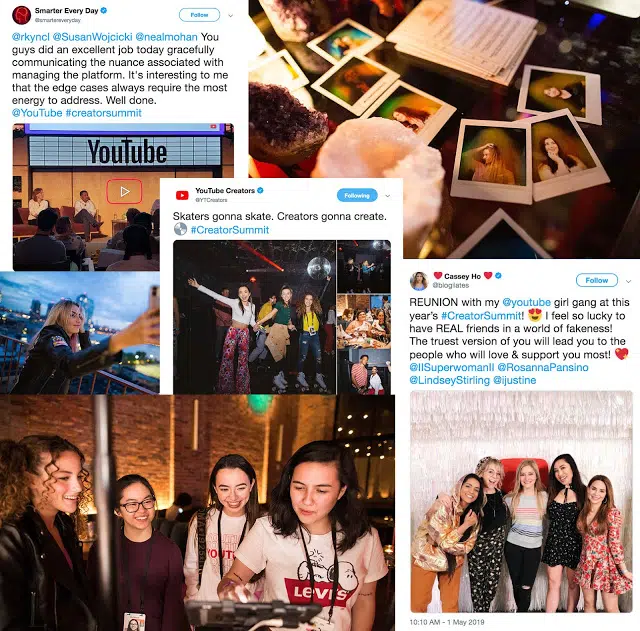 Smarter Every Day
@smartereveryday
Follow
@rkyncl @SusanWojcicki @nealmohan You
guys did an excellent job today gracefully
communicating the nuance associated with
managing the platform. It's interesting to me
that the edge cases always require the most
energy to address. Well done.
@YouTube #creatorsummit
YouTube
YouTube Creators
@YTCreators
Following
Skaters gonna skate. Creators gonna create.
#CreatorSummit
Cassey Ho
@blogilates
Follow
REUNION with my @youtube girl gang at this
year's #CreatorSummit! I feel so lucky to
have REAL friends in a world of fakeness!
The truest version of you will lead you to the
people who will love & support you most!
@IISuperwomanII @RosannaPansino
@LindseyStirling @ijustine
10:10 AM - 1 May 2019
LEVI'S